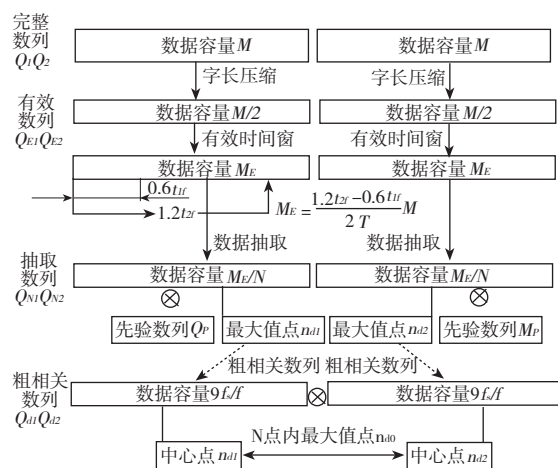 完整
数列
Q1Q2
数据容量M 数据容量M
字长压缩 字长压缩
有效
数列
QE1QE2
数据容量M/2 数据容量M/2
有效时间窗 有效时间窗
数据容量ME 数据容量ME
0.6t1f
1.2t2f
ME = (1.2t2f −0.6t1f)/(2T) M
数据抽取 数据抽取
抽取
数列
QN1QN2
数据容量ME/N 数据容量ME/N
⊗ ⊗
先验数列QP 最大值点nd1 最大值点nd2 先验数列MP
粗相关数列 粗相关数列
粗相关
数列
Qd1Qd2
数据容量9fs/f ⊗ 数据容量9fs/f
N点内最大值点nd0
中心点nd1 中心点nd2